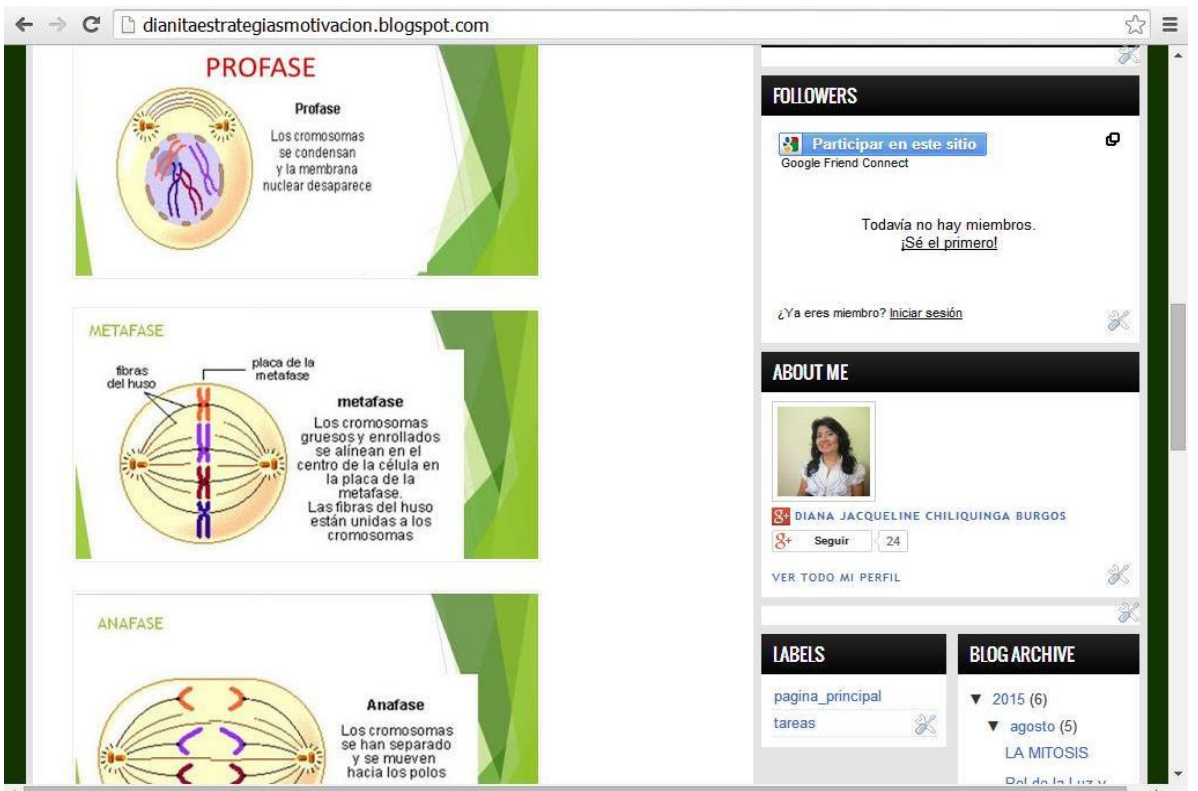 dianitaestrategiasmotivacion.blogspot.com
PROFASE
Profase
Los cromosomas
se condensan
y la membrana
nuclear desaparece
METAFASE
fibras
del huso
placa de la
metafase
metafase
Los cromosomas
gruesos y enrollados
se alínean en el
centro de la célula en
la placa de la
metafase.
Las fibras del huso
están unidas a los
cromosomas
ANAFASE
Anafase
Los cromosomas
se han separado
y se mueven
hacia los polos
FOLLOWERS
Participar en este sitio
Google Friend Connect
Todavía no hay miembros.
¡Sé el primero!
¿Ya eres miembro? Iniciar sesión
ABOUT ME
DIANA JACQUELINE CHILIQUINGA BURGOS
Seguir 24
VER TODO MI PERFIL
LABELS
pagina_principal
tareas
BLOG ARCHIVE
▼ 2015 (6)
▼ agosto (5)
LA MITOSIS
Rol de la Luz y